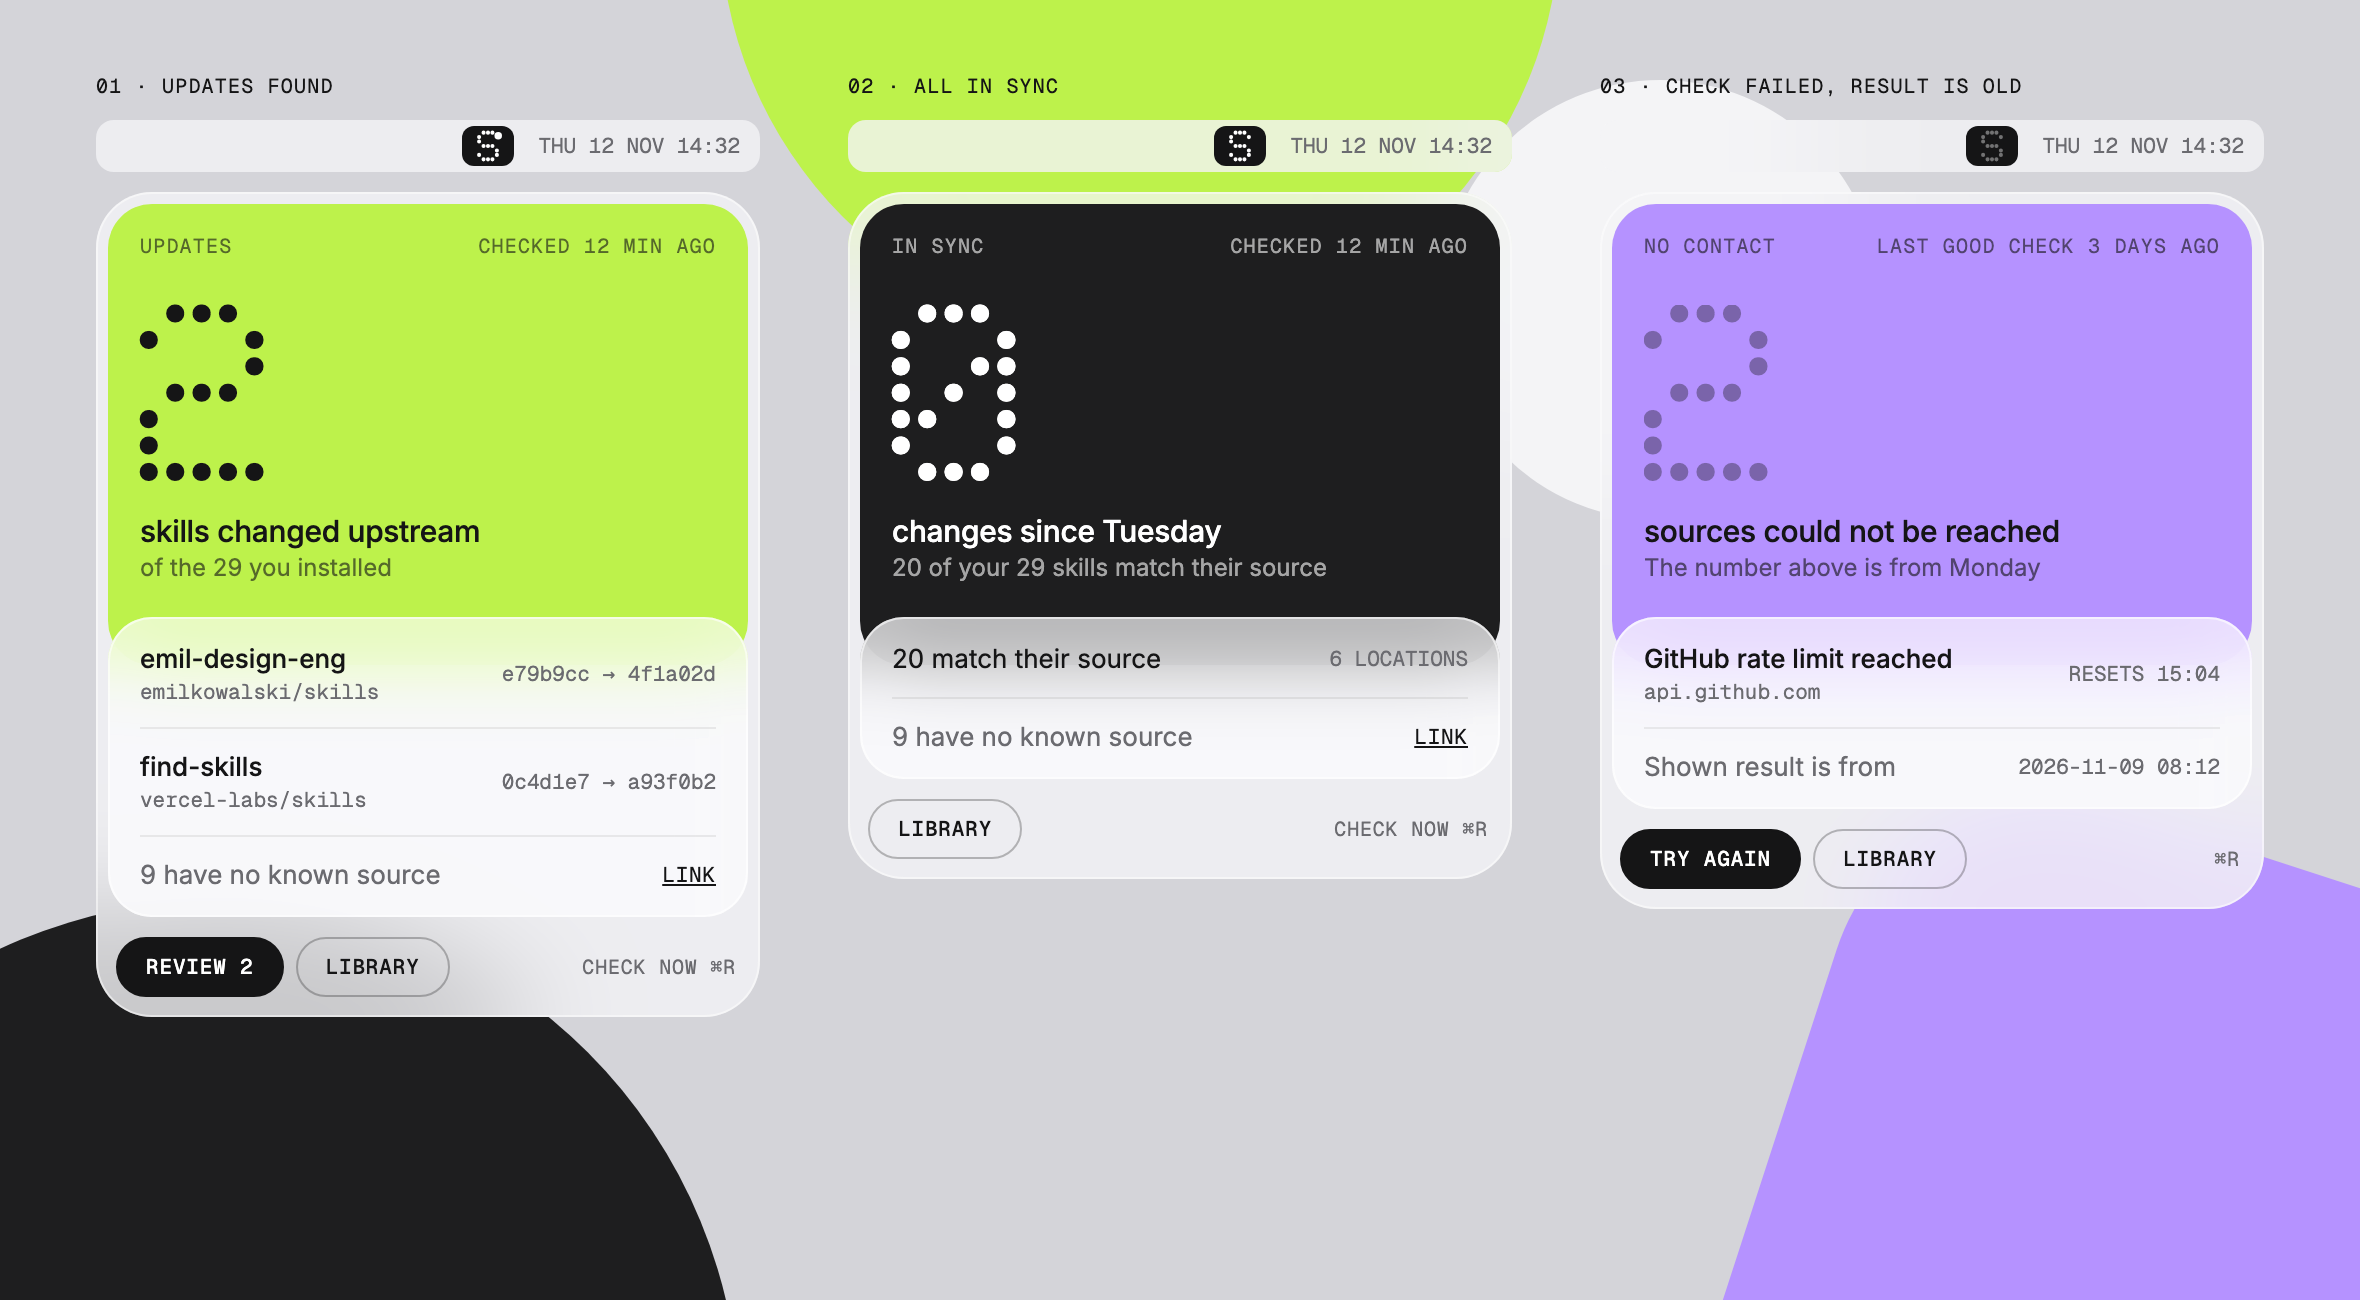 01 · UPDATES FOUND
S THU 12 NOV 14:32
UPDATES CHECKED 12 MIN AGO
2
skills changed upstream
of the 29 you installed
emil-design-eng
emilkowalski/skills
e79b9cc → 4f1a02d
find-skills
vercel-labs/skills
0c4d1e7 → a93f0b2
9 have no known source LINK
REVIEW 2 LIBRARY CHECK NOW ⌘R
02 · ALL IN SYNC
S THU 12 NOV 14:32
IN SYNC CHECKED 12 MIN AGO
0
changes since Tuesday
20 of your 29 skills match their source
20 match their source 6 LOCATIONS
9 have no known source LINK
LIBRARY CHECK NOW ⌘R
03 · CHECK FAILED, RESULT IS OLD
S THU 12 NOV 14:32
NO CONTACT LAST GOOD CHECK 3 DAYS AGO
2
sources could not be reached
The number above is from Monday
GitHub rate limit reached
api.github.com
RESETS 15:04
Shown result is from 2026-11-09 08:12
TRY AGAIN LIBRARY ⌘R